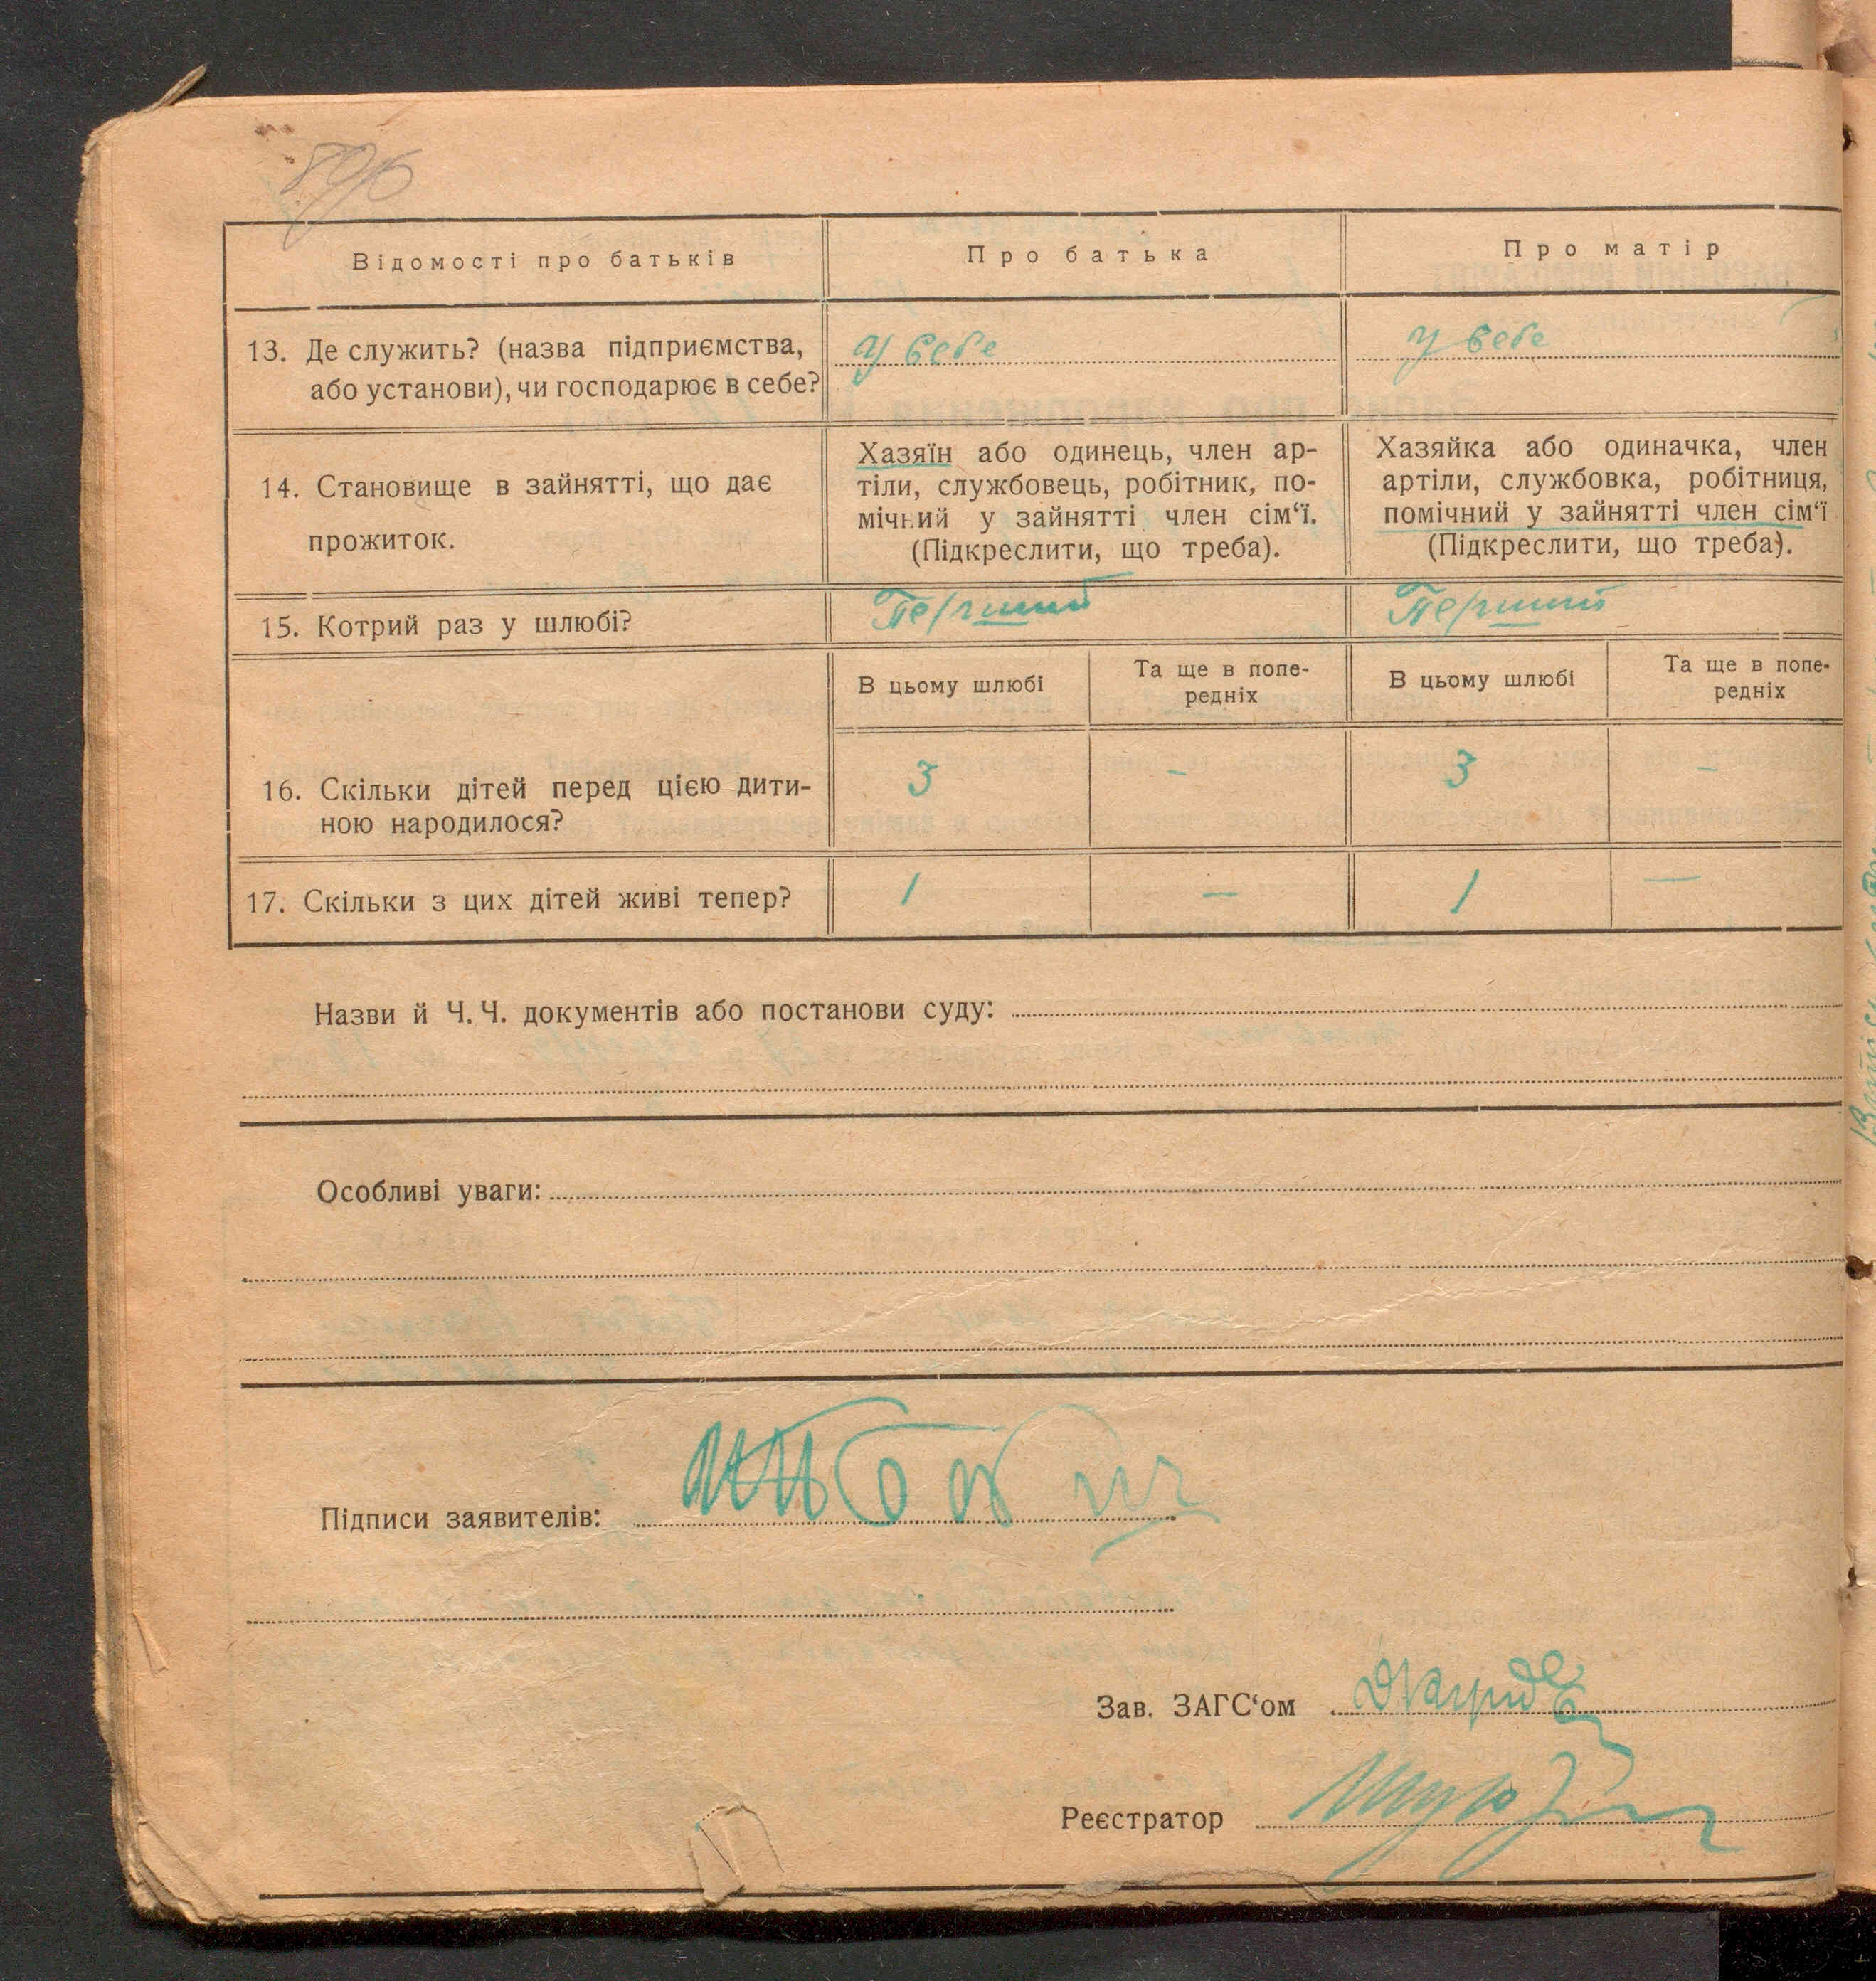 Відомості про батьків
Про батька
Про матір
13. Де служить? (назва підприємства,
або установи), чи господарює в себе?
У себе
у себе
14. Становище в зайнятті, що дає
прожиток.
Хазяїн або одинець, член ар-
тіли, службовець, робітник, по-
мічний у зайнятті член сім‘ї.
(Підкреслити, що треба).
Хазяйка або одиначка, член
артіли, службовка, робітниця,
помічний у зайнятті член сім‘ї
(Підкреслити, що треба).
15. Котрий раз у шлюбі?
Перший
Перший
В цьому шлюбі
Та ще в попе-
редніх
В цьому шлюбі
Та ще в попе-
редніх
16. Скільки дітей перед цією дити-
ною народилося?
3 - 3 -
17. Скільки з цих дітей живі тепер?
1 — 1 —
Назви й Ч. Ч. документів або постанови суду:
Особливі уваги:
Підписи заявителів:
Зав. ЗАГС‘ом
Реєстратор